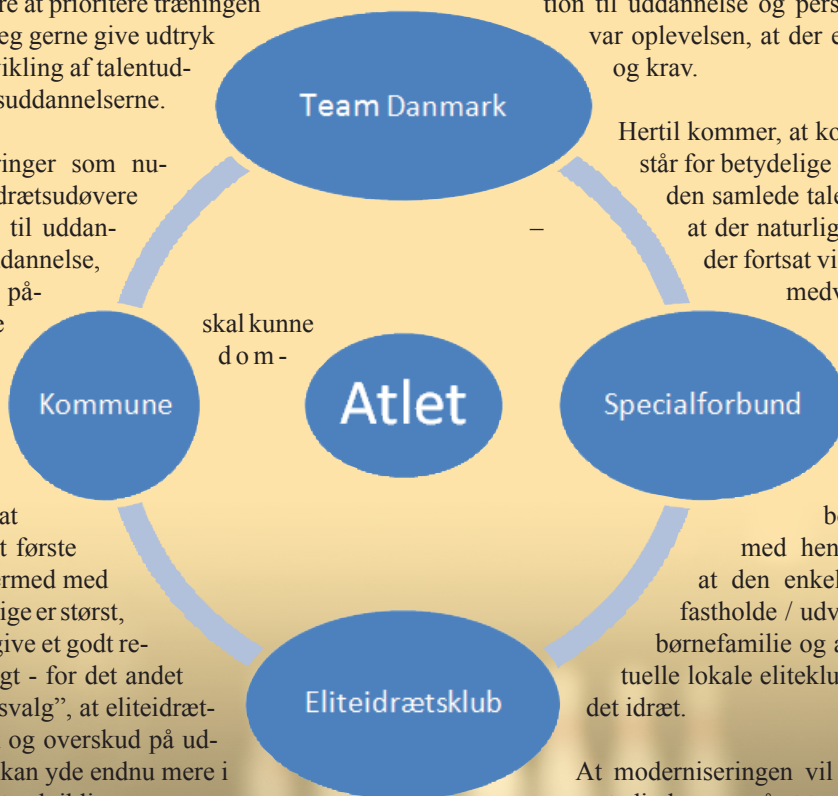 re at prioritere træningen
eg gerne give udtryk
vikling af talentud-
suddannelserne.
ringer som nu-
drætsudøvere
til uddan-
dannelse,
på-
e
skal kunne
dom-
at
t første
ermed med
ige er størst,
give et godt re-
gt - for det andet
svalg”, at eliteidræt-
og overskud på ud-
kan yde endnu mere i
Team Danmark
Kommune
Atlet
Specialforbund
Eliteidrætsklub
tion til uddannelse og pers
var oplevelsen, at der e
og krav.
Hertil kommer, at ko
står for betydelige
den samlede tale
–
at der naturlig
der fortsat vi
medv
be
med hen
at den enkel
fastholde / udv
børnefamilie og a
tuelle lokale eliteklu
det idræt.
At moderniseringen vil